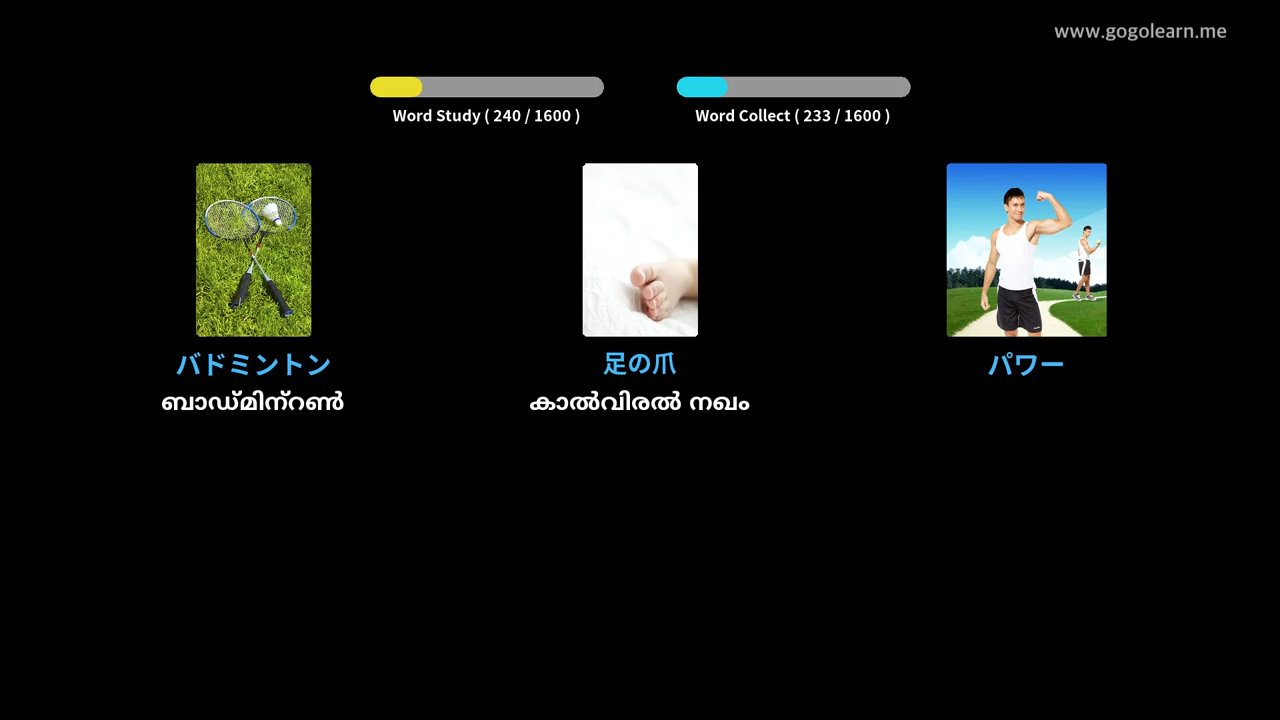 www.gogolearn.me
Word Study ( 240 / 1600 )
Word Collect ( 233 / 1600 )
バドミントン
足の爪
パワー
ബാഡ്മിന്റൺ
കാൽവിരൽ നഖം